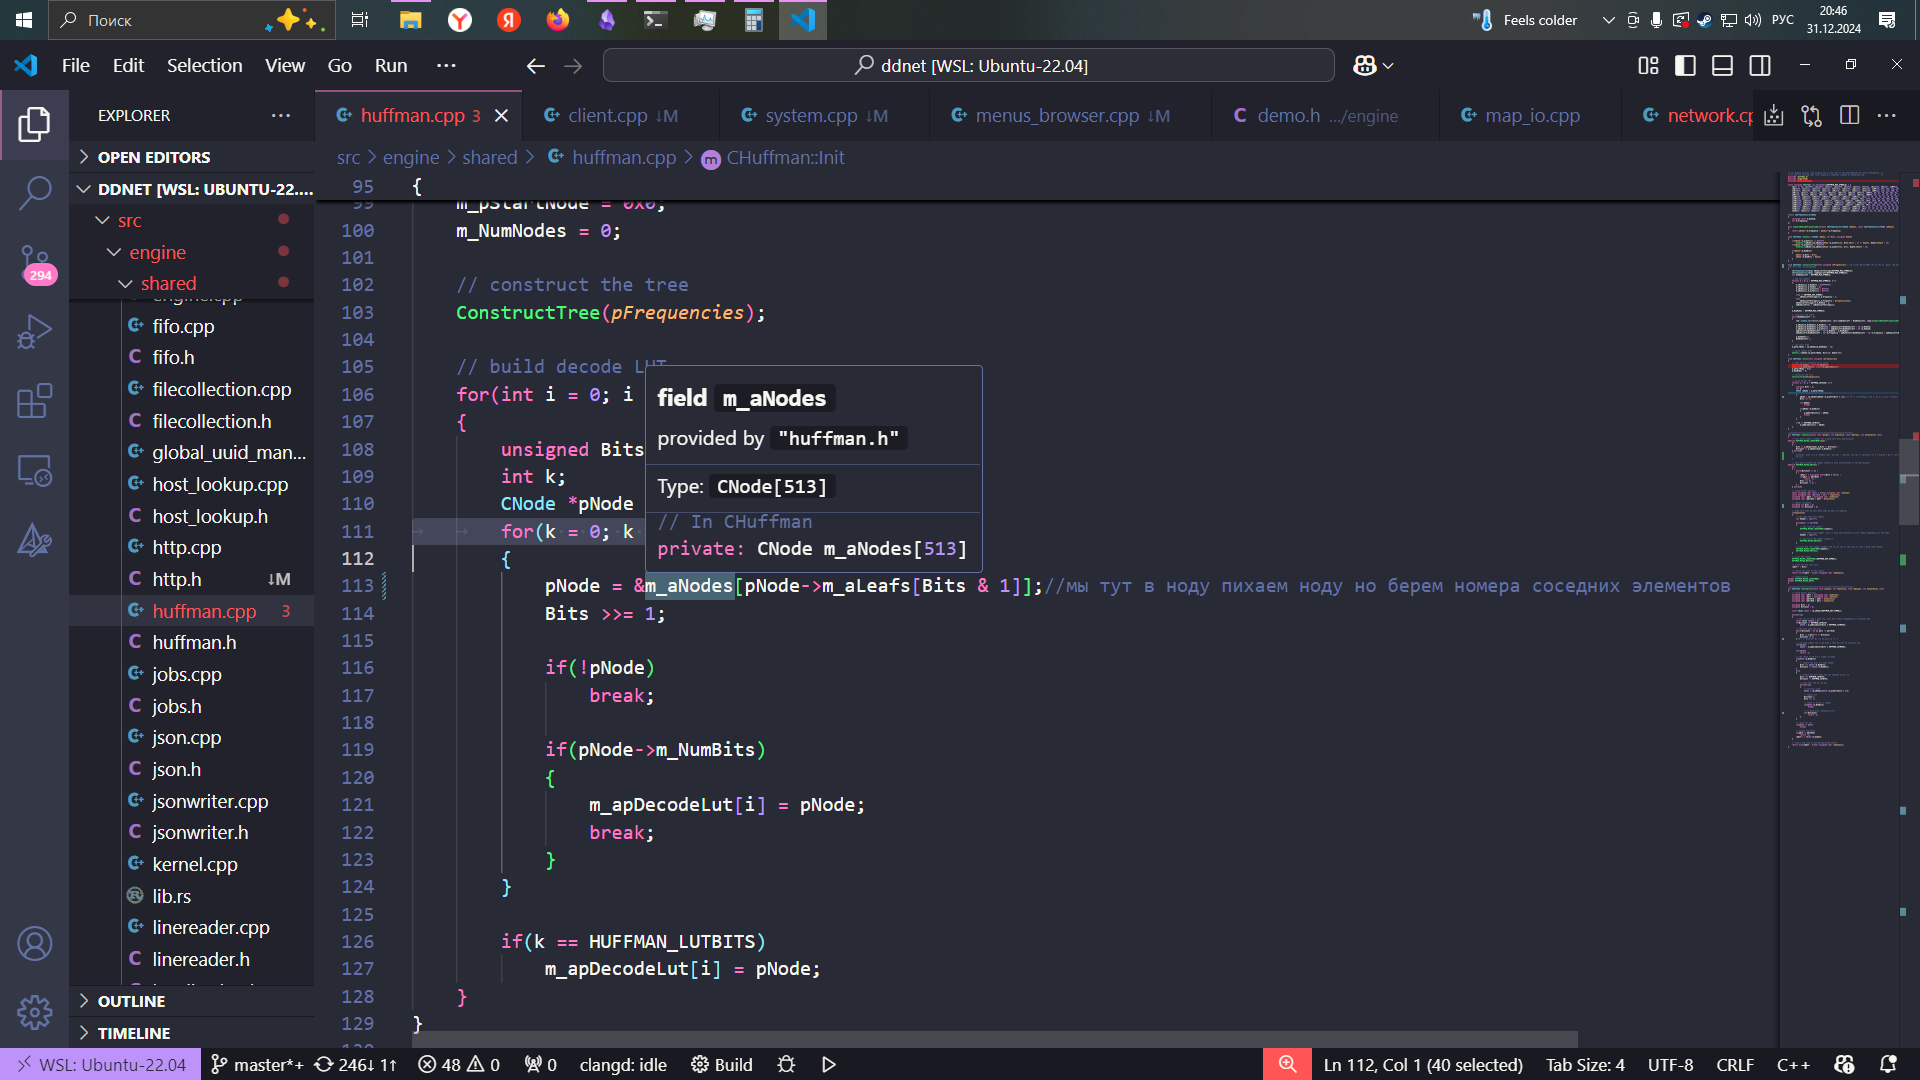 Поиск
Feels colder
РУС
20:46
31.12.2024
File Edit Selection View Go Run ···
ddnet [WSL: Ubuntu-22.04]
EXPLORER ···
huffman.cpp 3
client.cpp ↓M
system.cpp ↓M
menus_browser.cpp ↓M
demo.h .../engine
map_io.cpp
network.cp
src > engine > shared > huffman.cpp > CHuffman::Init
OPEN EDITORS
DDNET [WSL: UBUNTU-22....
src
engine
shared
engine.cpp
fifo.cpp
fifo.h
filecollection.cpp
filecollection.h
global_uuid_man...
host_lookup.cpp
host_lookup.h
http.cpp
http.h ↓M
huffman.cpp 3
huffman.h
jobs.cpp
jobs.h
json.cpp
json.h
jsonwriter.cpp
jsonwriter.h
kernel.cpp
lib.rs
linereader.cpp
linereader.h
OUTLINE
TIMELINE
294
95 {
99 m_pStartNode = 0x0;
100 m_NumNodes = 0;
101
102 // construct the tree
103 ConstructTree(pFrequencies);
104
105 // build decode LUT
106 for(int i = 0; i
107 {
108 unsigned Bits
109 int k;
110 CNode *pNode
111 for(k = 0; k
112 {
113 pNode = &m_aNodes[pNode->m_aLeafs[Bits & 1]];//мы тут в ноду пихаем ноду но берем номера соседних элементов
114 Bits >>= 1;
115
116 if(!pNode)
117 break;
118
119 if(pNode->m_NumBits)
120 {
121 m_apDecodeLut[i] = pNode;
122 break;
123 }
124 }
125
126 if(k == HUFFMAN_LUTBITS)
127 m_apDecodeLut[i] = pNode;
128 }
129 }
field m_aNodes
provided by "huffman.h"
Type: CNode[513]
// In CHuffman
private: CNode m_aNodes[513]
WSL: Ubuntu-22.04 master*+ 246↓ 1↑ 48 0 0 clangd: idle Build
Ln 112, Col 1 (40 selected) Tab Size: 4 UTF-8 CRLF C++